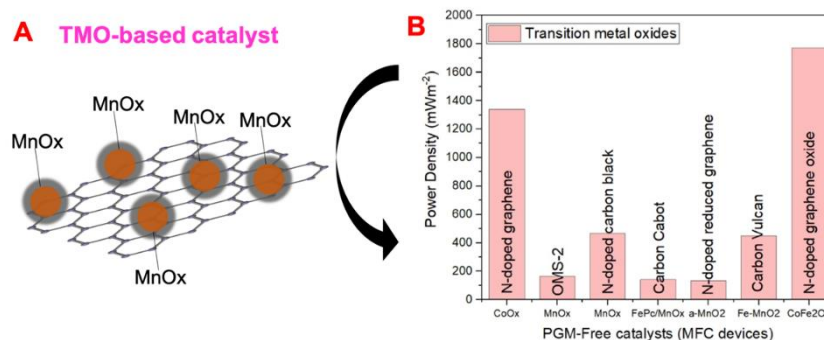 A TMO-based catalyst
MnOx
MnOx
MnOx
MnOx
MnOx
B
Transition metal oxides
Power Density (mWm-2)
2000
1800
1600
1400
1200
1000
800
600
400
200
0
N-doped graphene
OMS-2
N-doped carbon black
Carbon Cabot
N-doped reduced graphene
Carbon Vulcan
N-doped graphene oxide
CoOx
MnOx
MnOx
FePc/MnOx
a-MnO2
Fe-MnO2
CoFe2O
PGM-Free catalysts (MFC devices)